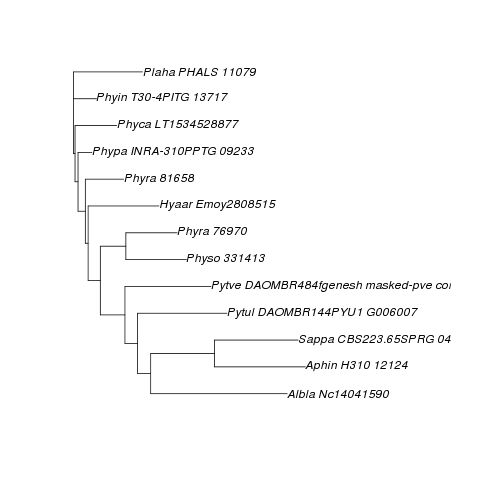 Plaha PHALS 11079
Phyin T30-4PITG 13717
Phyca LT1534528877
Phypa INRA-310PPTG 09233
Phyra 81658
Hyaar Emoy2808515
Phyra 76970
Physo 331413
Pytve DAOMBR484fgenesh masked-pve
Pytul DAOMBR144PYU1 G006007
Sappa CBS223.65SPRG 04
Aphin H310 12124
Albla Nc14041590